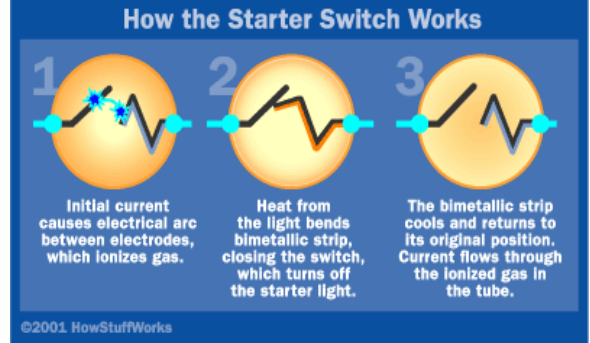 How the Starter Switch Works
1
2
3
Initial current
causes electrical arc
between electrodes,
which ionizes gas.
Heat from
the light bends
bimetallic strip,
closing the switch,
which turns off
the starter light.
The bimetallic strip
cools and returns to
its original position.
Current flows through
the ionized gas in
the tube.
©2001 HowStuffWorks